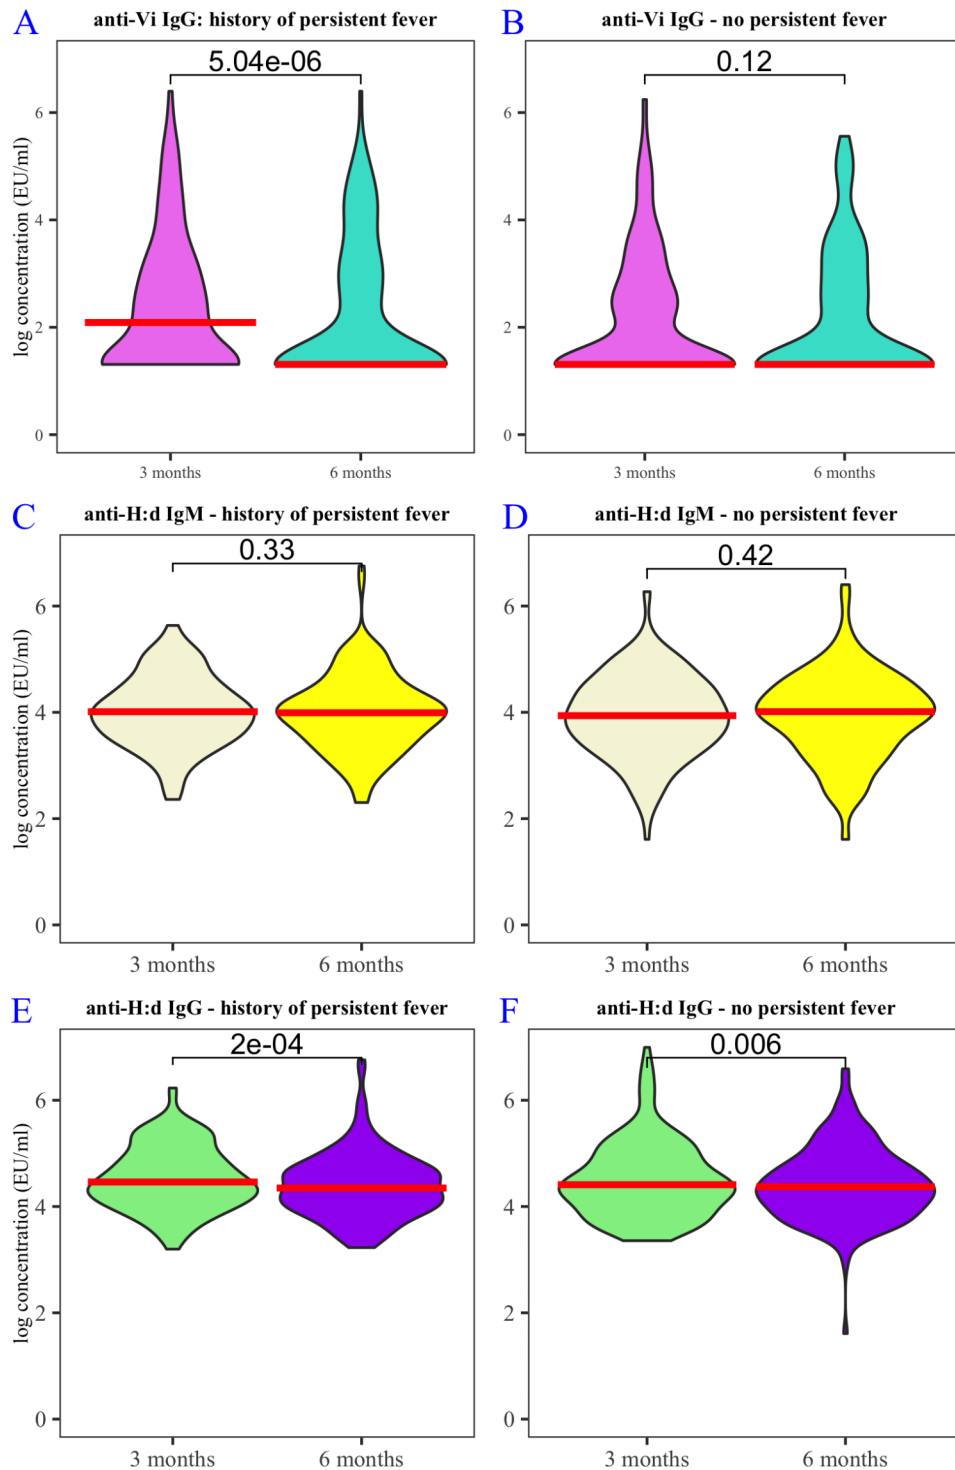 A anti-Vi IgG: history of persistent fever
B anti-Vi IgG - no persistent fever
5.04e-06
0.12
log concentration (EU/ml)
6
4
2
0
6
4
2
0
3 months 6 months
3 months 6 months
C anti-H:d IgM - history of persistent fever
D anti-H:d IgM - no persistent fever
0.33
0.42
log concentration (EU/ml)
6
4
2
0
6
4
2
0
3 months 6 months
3 months 6 months
E anti-H:d IgG - history of persistent fever
F anti-H:d IgG - no persistent fever
2e-04
0.006
log concentration (EU/ml)
6
4
2
0
6
4
2
0
3 months 6 months
3 months 6 months